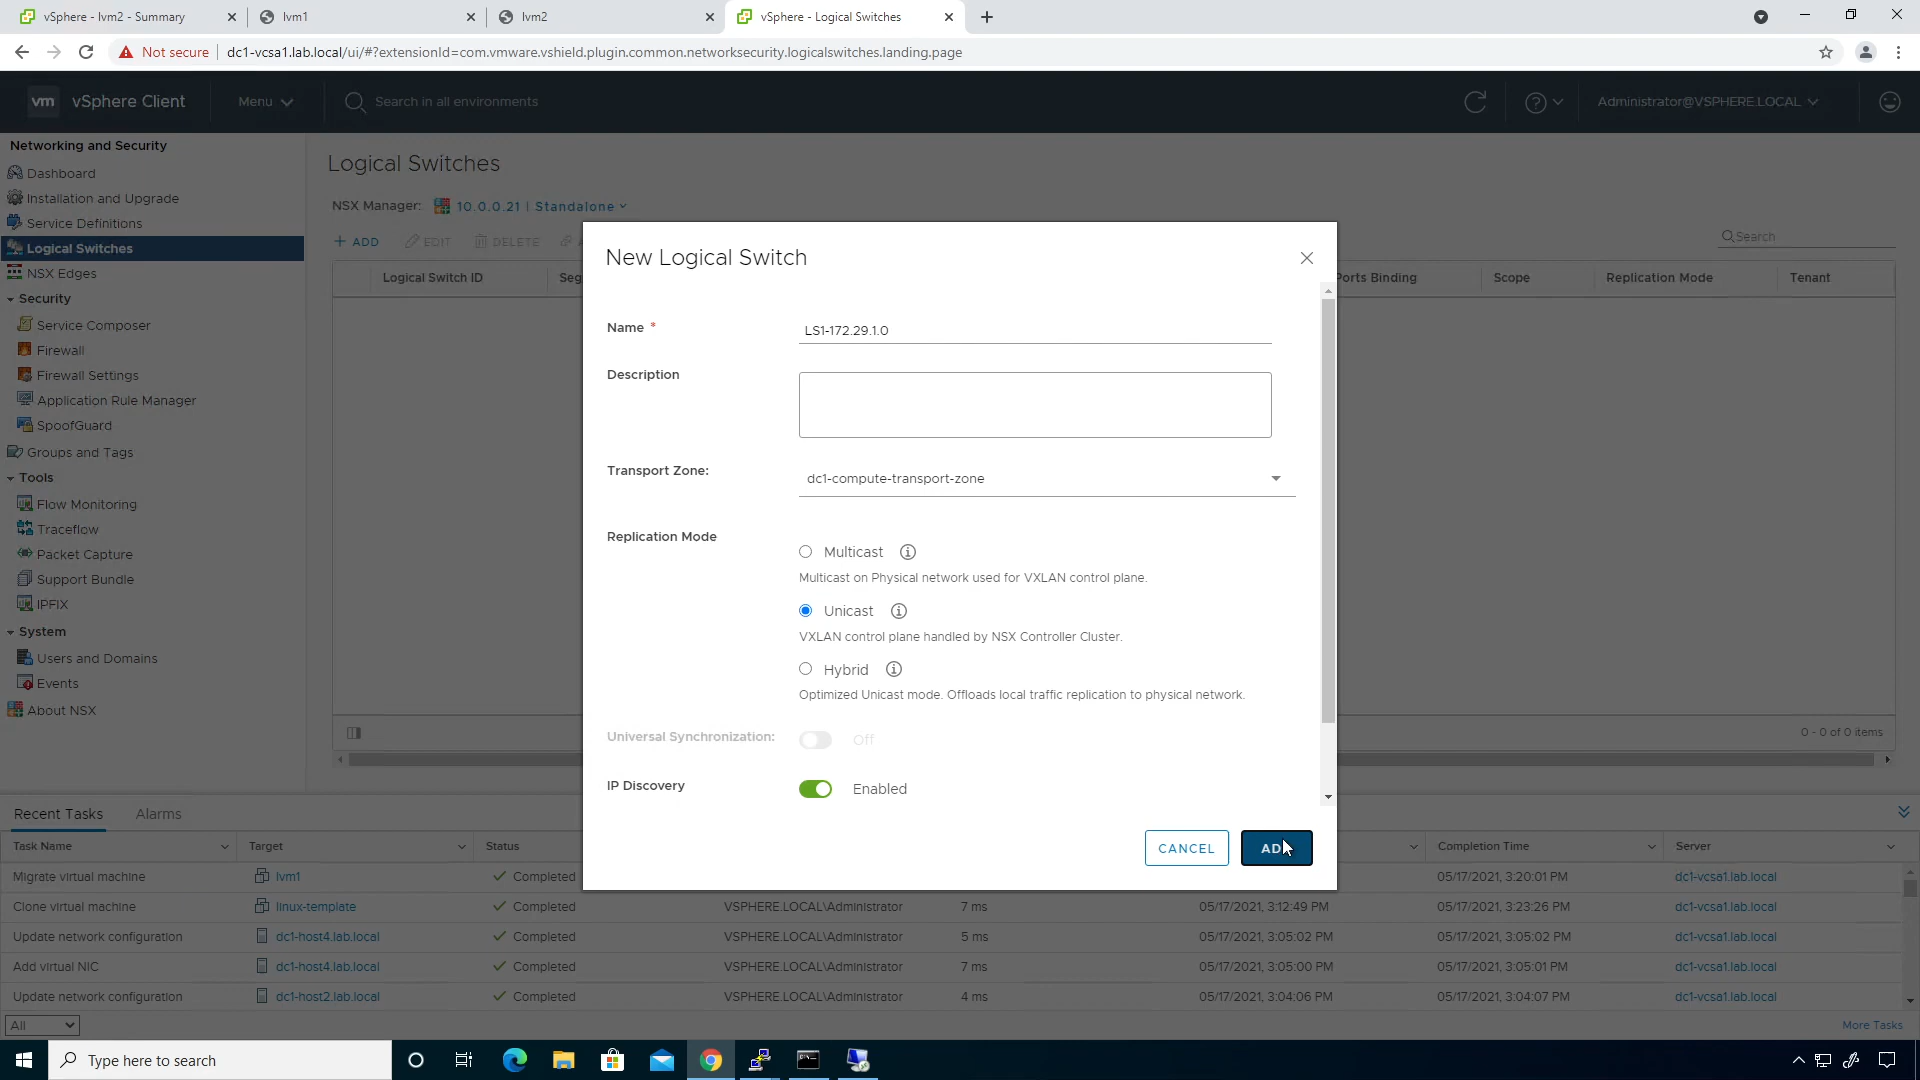 vSphere - lvm2 - Summary
lvm1
lvm2
vSphere - Logical Switches
Not secure
dc1-vcsa1.lab.local/ui/#?extensionId=com.vmware.vshield.plugin.common.networksecurity.logicalswitches.landing.page
vm
vSphere Client
Menu
Search in all environments
Administrator@VSPHERE.LOCAL
Networking and Security
Dashboard
Installation and Upgrade
Service Definitions
Logical Switches
NSX Edges
Security
Service Composer
Firewall
Firewall Settings
Application Rule Manager
SpoofGuard
Groups and Tags
Tools
Flow Monitoring
Traceflow
Packet Capture
Support Bundle
IPFIX
System
Users and Domains
Events
About NSX
Logical Switches
NSX Manager: 10.0.0.21 | Standalone
+ ADD EDIT DELETE
Search
Logical Switch ID
Seg
Ports Binding
Scope
Replication Mode
Tenant
0 - 0 of 0 items
New Logical Switch
Name *
LS1-172.29.1.0
Description
Transport Zone:
dc1-compute-transport-zone
Replication Mode
Multicast
Multicast on Physical network used for VXLAN control plane.
Unicast
VXLAN control plane handled by NSX Controller Cluster.
Hybrid
Optimized Unicast mode. Offloads local traffic replication to physical network.
Universal Synchronization:
Off
IP Discovery
Enabled
CANCEL
AD
Recent Tasks
Alarms
Task Name
Target
Status
Completion Time
Server
Migrate virtual machine lvm1 Completed 05/17/2021, 3:20:01 PM dc1-vcsa1.lab.local
Clone virtual machine linux-template Completed VSPHERE.LOCAL\Administrator 7 ms 05/17/2021, 3:12:49 PM 05/17/2021, 3:23:26 PM dc1-vcsa1.lab.local
Update network configuration dc1-host4.lab.local Completed VSPHERE.LOCAL\Administrator 5 ms 05/17/2021, 3:05:02 PM 05/17/2021, 3:05:02 PM dc1-vcsa1.lab.local
Add virtual NIC dc1-host4.lab.local Completed VSPHERE.LOCAL\Administrator 7 ms 05/17/2021, 3:05:00 PM 05/17/2021, 3:05:01 PM dc1-vcsa1.lab.local
Update network configuration dc1-host2.lab.local Completed VSPHERE.LOCAL\Administrator 4 ms 05/17/2021, 3:04:06 PM 05/17/2021, 3:04:07 PM dc1-vcsa1.lab.local
All
More Tasks
Type here to search